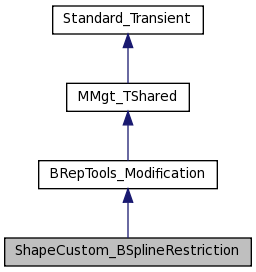 Standard_Transient
MMgt_TShared
BRepTools_Modification
ShapeCustom_BSplineRestriction